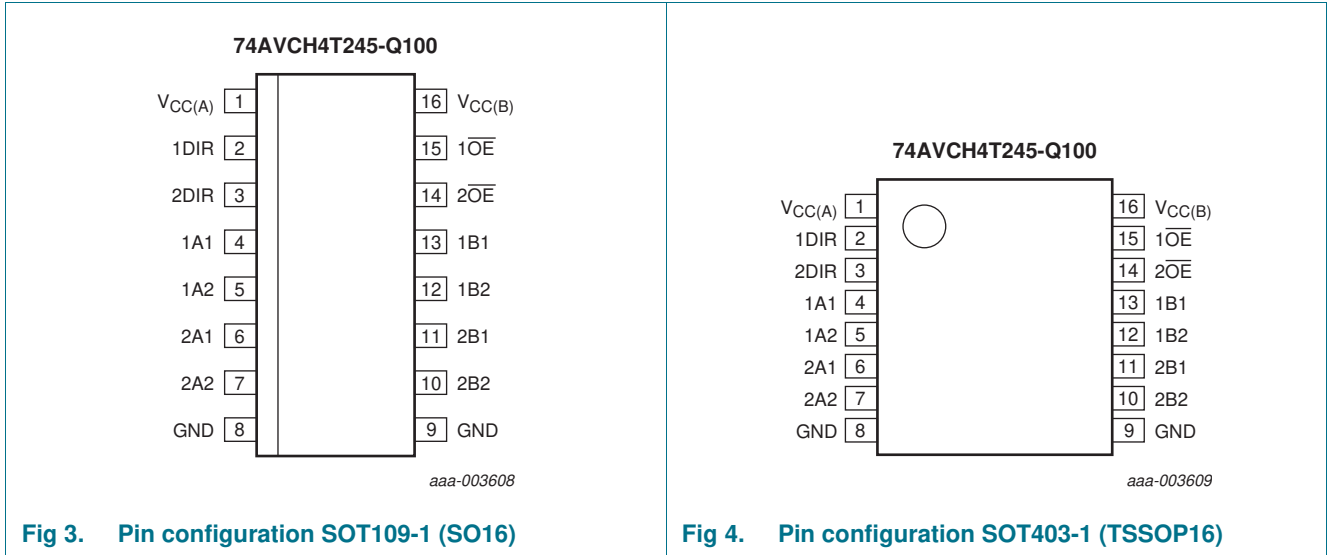 74AVCH4T245-Q100
VCC(A) 1 16 VCC(B)
1DIR 2 15 1O̅E̅
2DIR 3 14 2O̅E̅
1A1 4 13 1B1
1A2 5 12 1B2
2A1 6 11 2B1
2A2 7 10 2B2
GND 8 9 GND
aaa-003608
Fig 3. Pin configuration SOT109-1 (SO16)
74AVCH4T245-Q100
VCC(A) 1 16 VCC(B)
1DIR 2 15 1O̅E̅
2DIR 3 14 2O̅E̅
1A1 4 13 1B1
1A2 5 12 1B2
2A1 6 11 2B1
2A2 7 10 2B2
GND 8 9 GND
aaa-003609
Fig 4. Pin configuration SOT403-1 (TSSOP16)